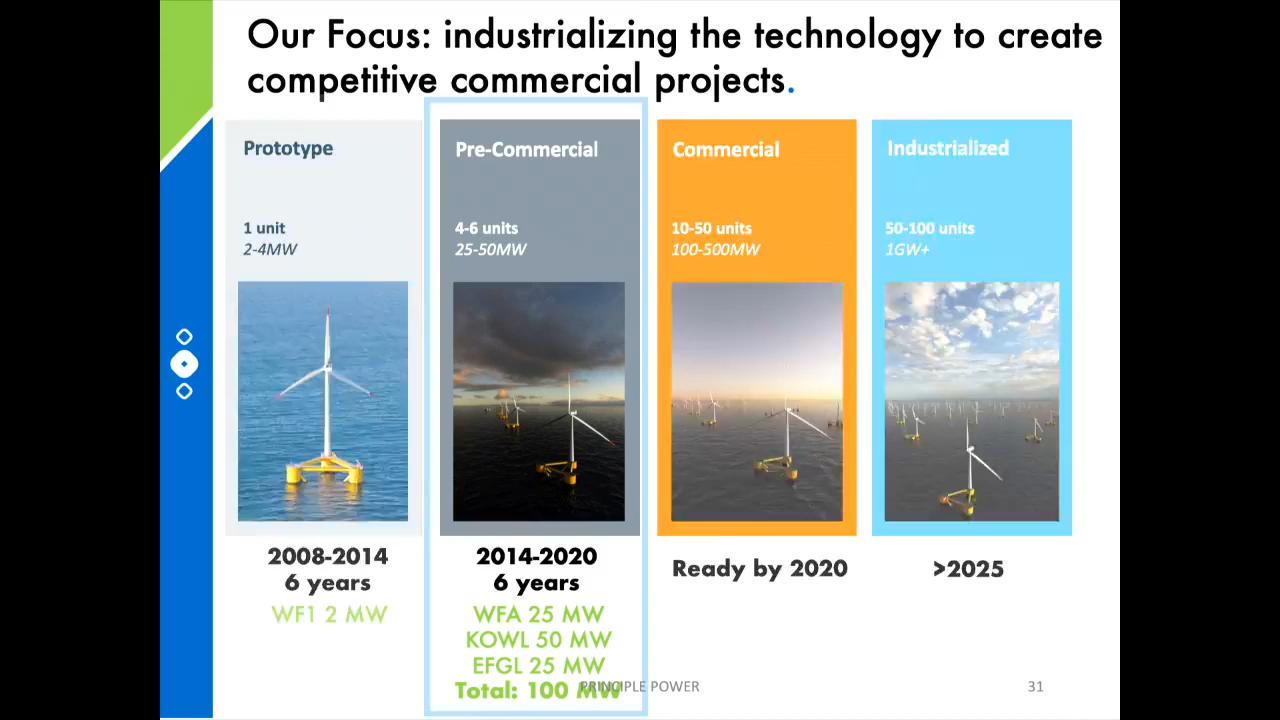 Our Focus: industrializing the technology to create
competitive commercial projects.
Prototype
1 unit
2-4MW
2008-2014
6 years
WF1 2 MW
Pre-Commercial
4-6 units
25-50MW
2014-2020
6 years
WFA 25 MW
KOWL 50 MW
EFGL 25 MW
Total: 100 MW
Commercial
10-50 units
100-500MW
Ready by 2020
Industrialized
50-100 units
1GW+
>2025
PRINCIPLE POWER
31